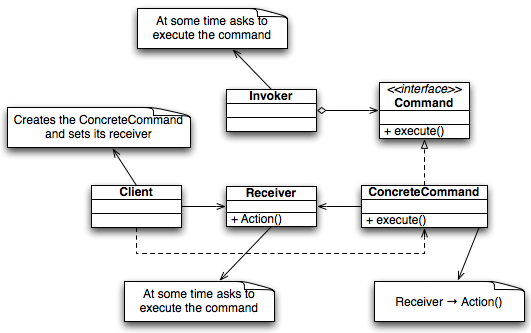 At some time asks to
execute the command
Invoker
<<interface>>
Command
+ execute()
Creates the ConcreteCommand
and sets its receiver
Client
Receiver
+ Action()
ConcreteCommand
+ execute()
At some time asks to
execute the command
Receiver → Action()